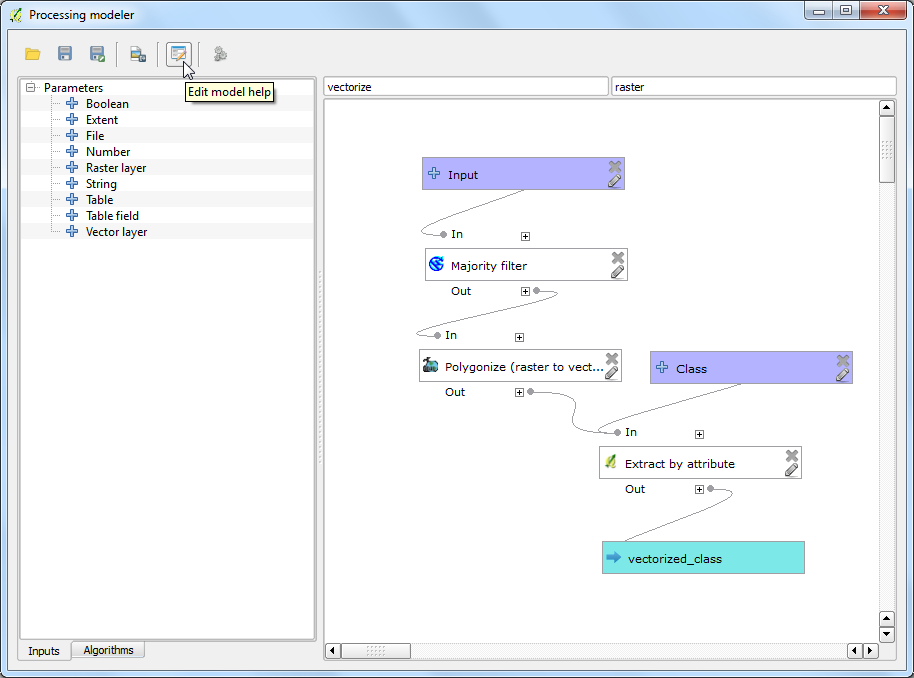 Processing modeler
Edit model help
Parameters
Boolean
Extent
File
Number
Raster layer
String
Table
Table field
Vector layer
Inputs
Algorithms
vectorize
raster
Input
In
Majority filter
Out
In
Polygonize (raster to vect...
Out
Class
In
Extract by attribute
Out
vectorized_class